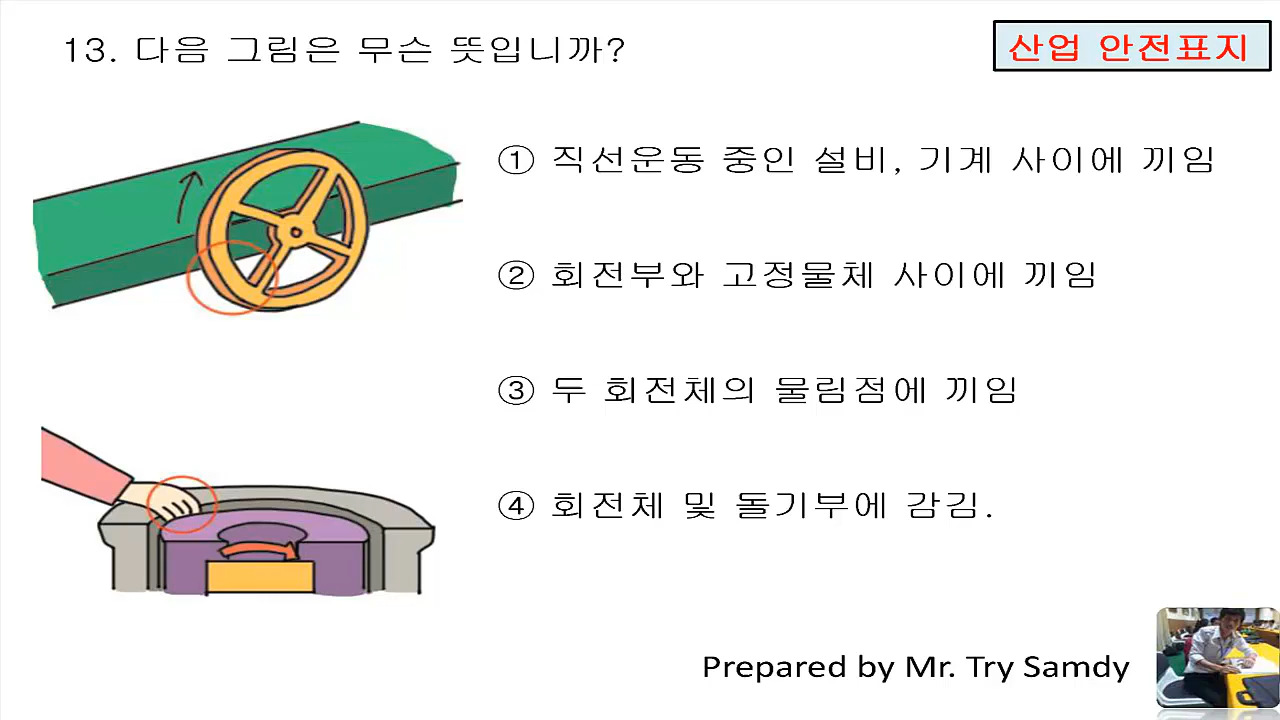 13. 다음 그림은 무슨 뜻입니까?
산업 안전표지
① 직선운동 중인 설비, 기계 사이에 끼임
② 회전부와 고정물체 사이에 끼임
③ 두 회전체의 물림점에 끼임
④ 회전체 및 돌기부에 감김.
Prepared by Mr. Try Samdy